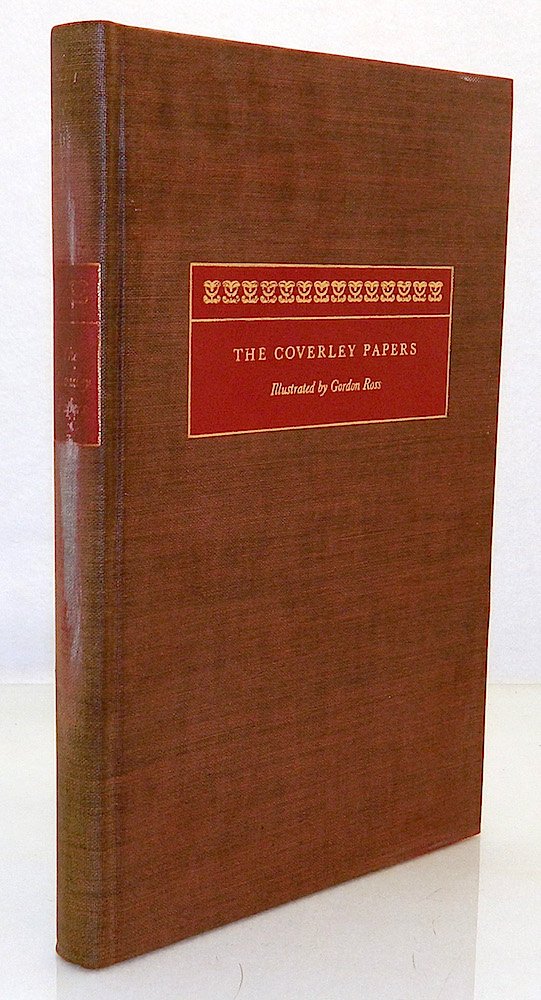 THE COVERLEY PAPERS
Illustrated by Gordon Ross